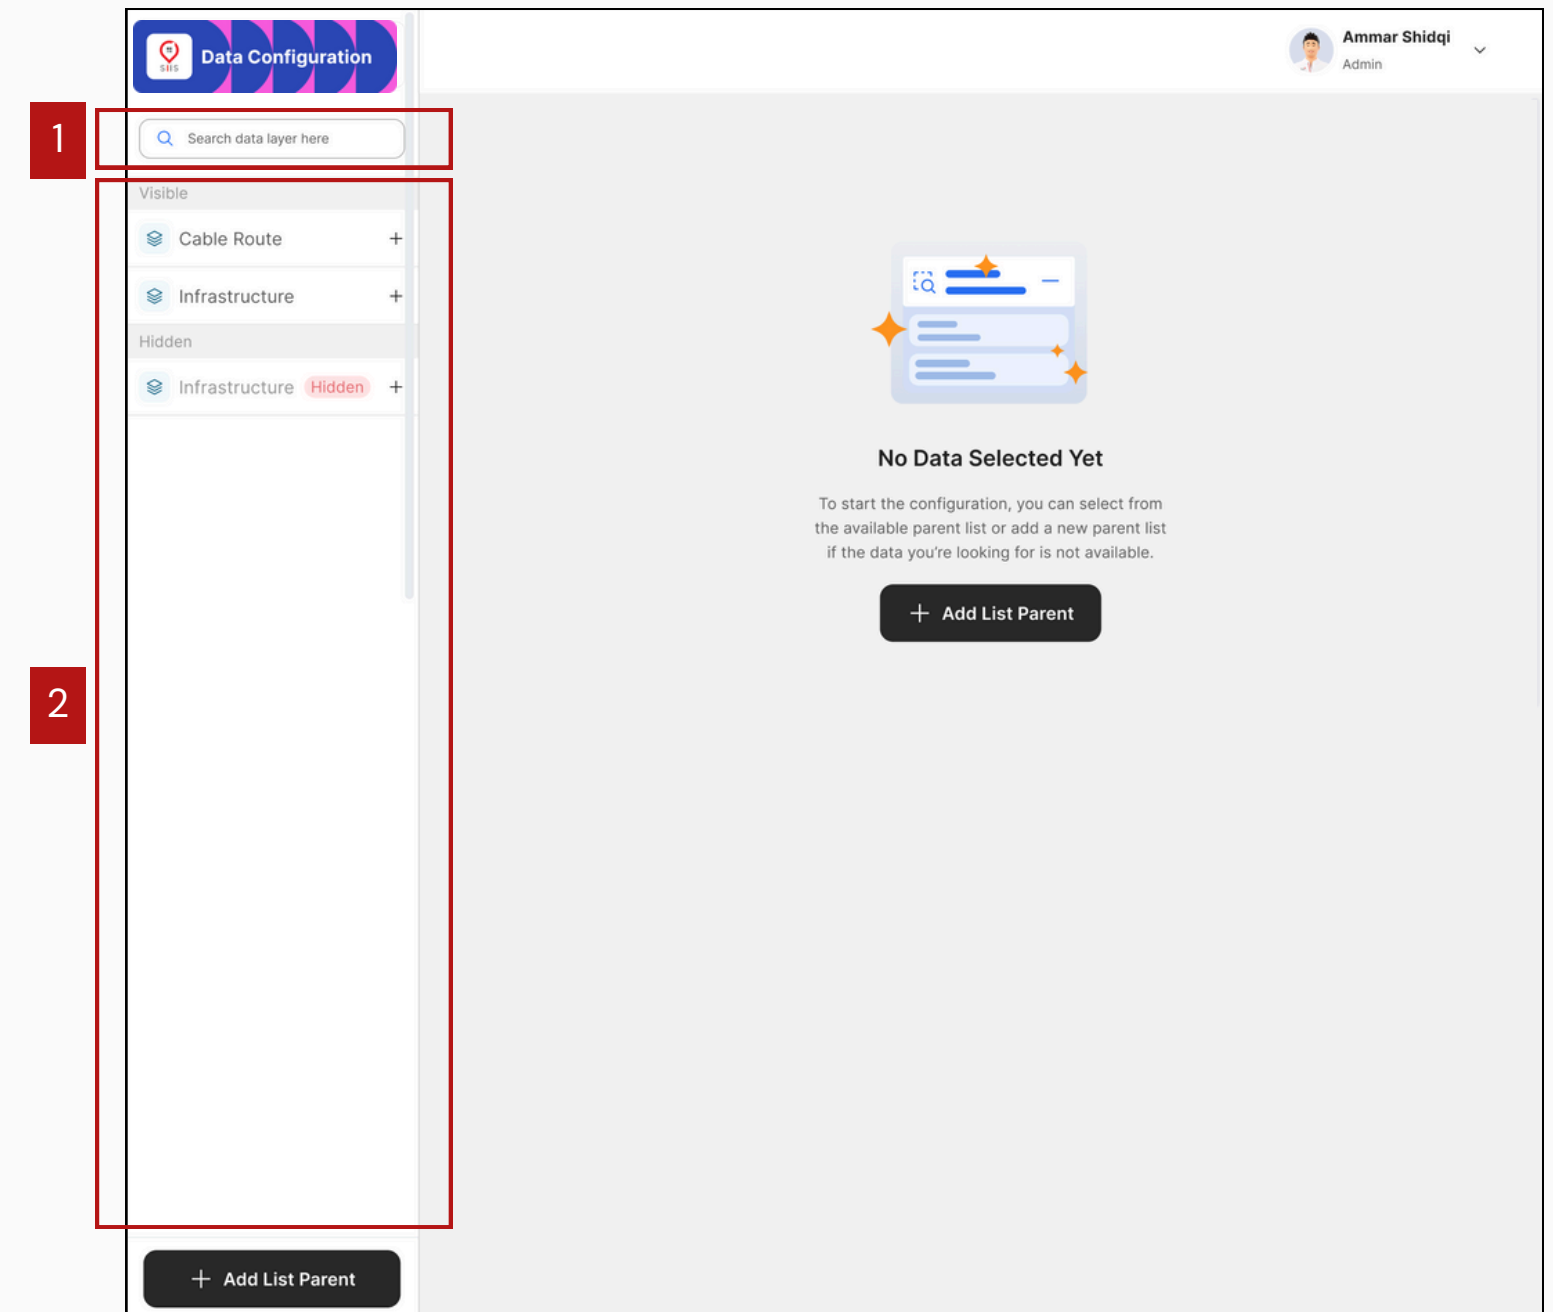 SIIS
Data Configuration
Ammar Shidqi
Admin
1
Search data layer here
Visible
Cable Route
Infrastructure
Hidden
Infrastructure Hidden
No Data Selected Yet
To start the configuration, you can select from
the available parent list or add a new parent list
if the data you're looking for is not available.
+ Add List Parent
2
+ Add List Parent